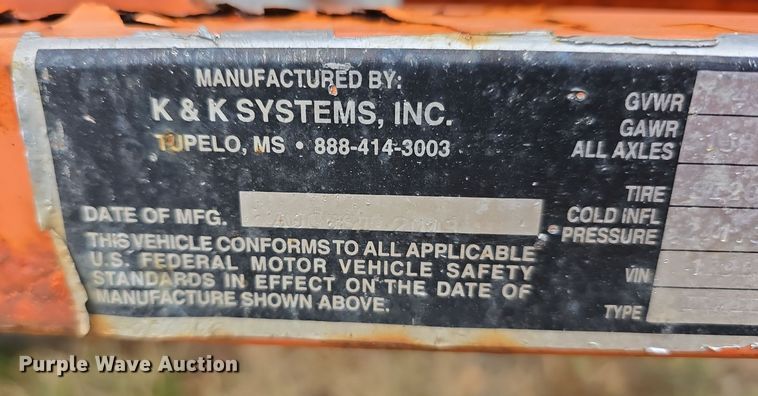 MANUFACTURED BY:
K & K SYSTEMS, INC.
TUPELO, MS • 888-414-3003
GVWR
GAWR
ALL AXLES
TIRE
COLD INFL
PRESSURE
VIN
TYPE
DATE OF MFG.
THIS VEHICLE CONFORMS TO ALL APPLICABLE
U.S. FEDERAL MOTOR VEHICLE SAFETY
STANDARDS IN EFFECT ON THE DATE OF
MANUFACTURE SHOWN ABOVE.
Purple Wave Auction